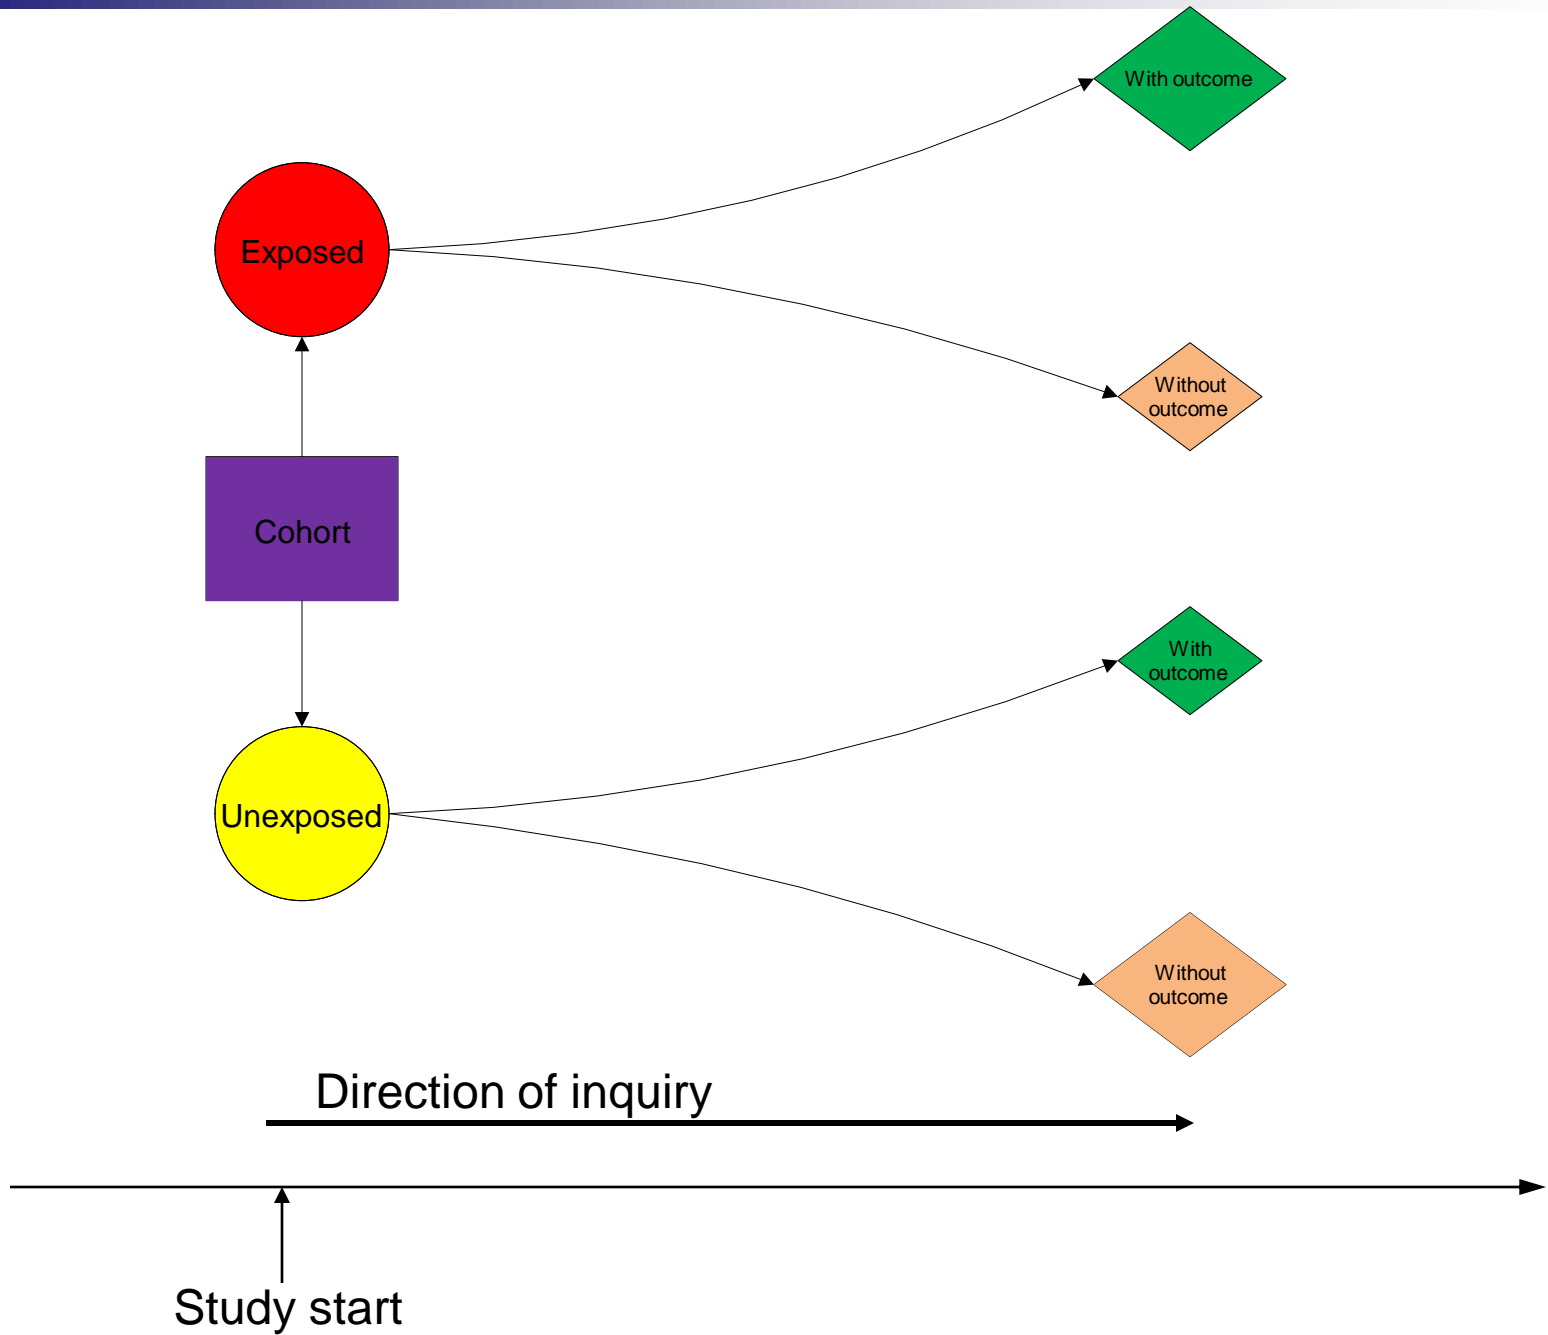 With outcome
Exposed
Without
outcome
Cohort
With
outcome
Unexposed
Without
outcome
Direction of inquiry
Study start